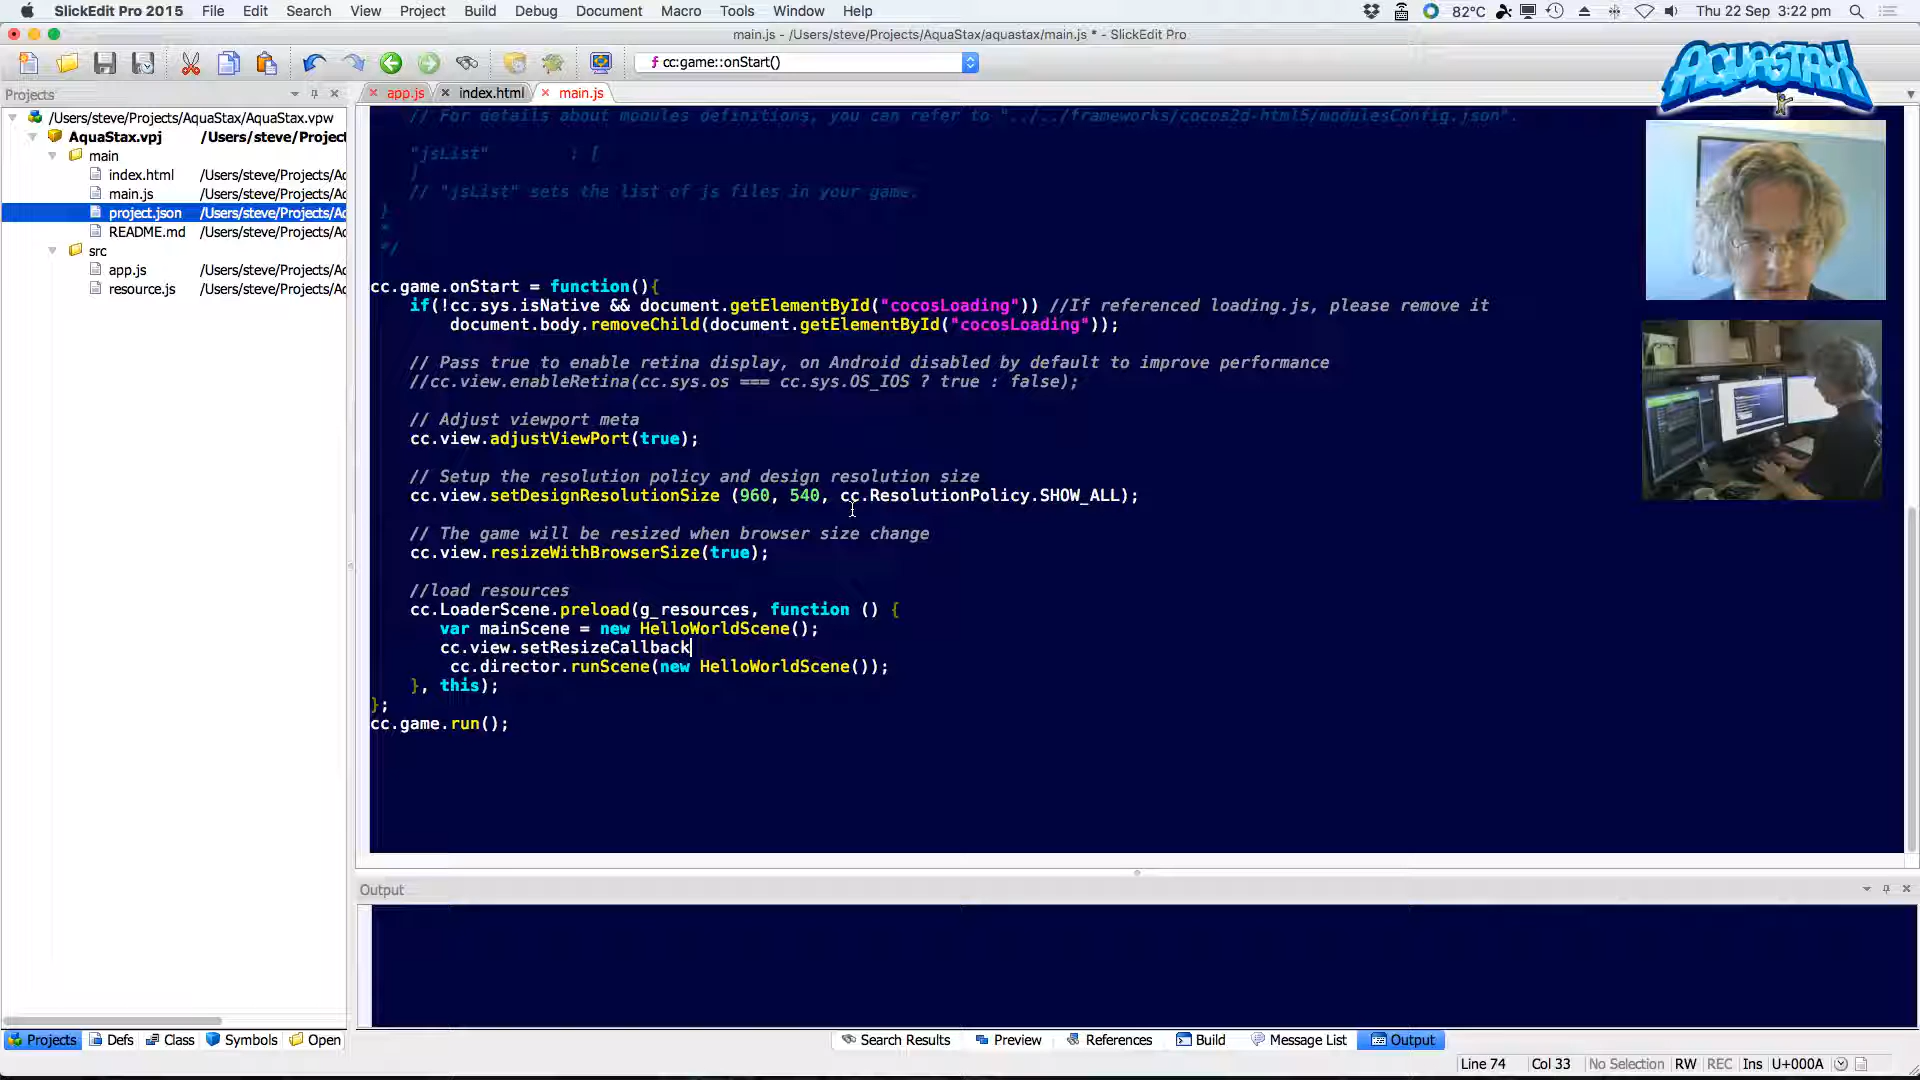 SlickEdit Pro 2015 File Edit Search View Project Build Debug Document Macro Tools Window Help 82°C Thu 22 Sep 3:22 pm
main.js - /Users/steve/Projects/AquaStax/aquastax/main.js * - SlickEdit Pro
cc:game::onStart()
AQUASTAX
Projects
app.js index.html main.js
/Users/steve/Projects/AquaStax/AquaStax.vpw
AquaStax.vpj /Users/steve/Project
main
index.html /Users/steve/Projects/Aq
main.js /Users/steve/Projects/Aq
project.json /Users/steve/Projects/Aq
README.md /Users/steve/Projects/Aq
src
app.js /Users/steve/Projects/Aq
resource.js /Users/steve/Projects/Aq
// For details about modules definitions, you can refer to "../../frameworks/cocos2d-html5/modulesConfig.json".
"jsList" : [
]
// "jsList" sets the list of js files in your game.
}
*
*/
cc.game.onStart = function(){
if(!cc.sys.isNative && document.getElementById("cocosLoading")) //If referenced loading.js, please remove it
document.body.removeChild(document.getElementById("cocosLoading"));
// Pass true to enable retina display, on Android disabled by default to improve performance
//cc.view.enableRetina(cc.sys.os === cc.sys.OS_IOS ? true : false);
// Adjust viewport meta
cc.view.adjustViewPort(true);
// Setup the resolution policy and design resolution size
cc.view.setDesignResolutionSize (960, 540, cc.ResolutionPolicy.SHOW_ALL);
// The game will be resized when browser size change
cc.view.resizeWithBrowserSize(true);
//load resources
cc.LoaderScene.preload(g_resources, function () {
var mainScene = new HelloWorldScene();
cc.view.setResizeCallback
cc.director.runScene(new HelloWorldScene());
}, this);
};
cc.game.run();
Output
Projects Defs Class Symbols Open
Search Results Preview References Build Message List Output
Line 74 Col 33 No Selection RW REC Ins U+000A